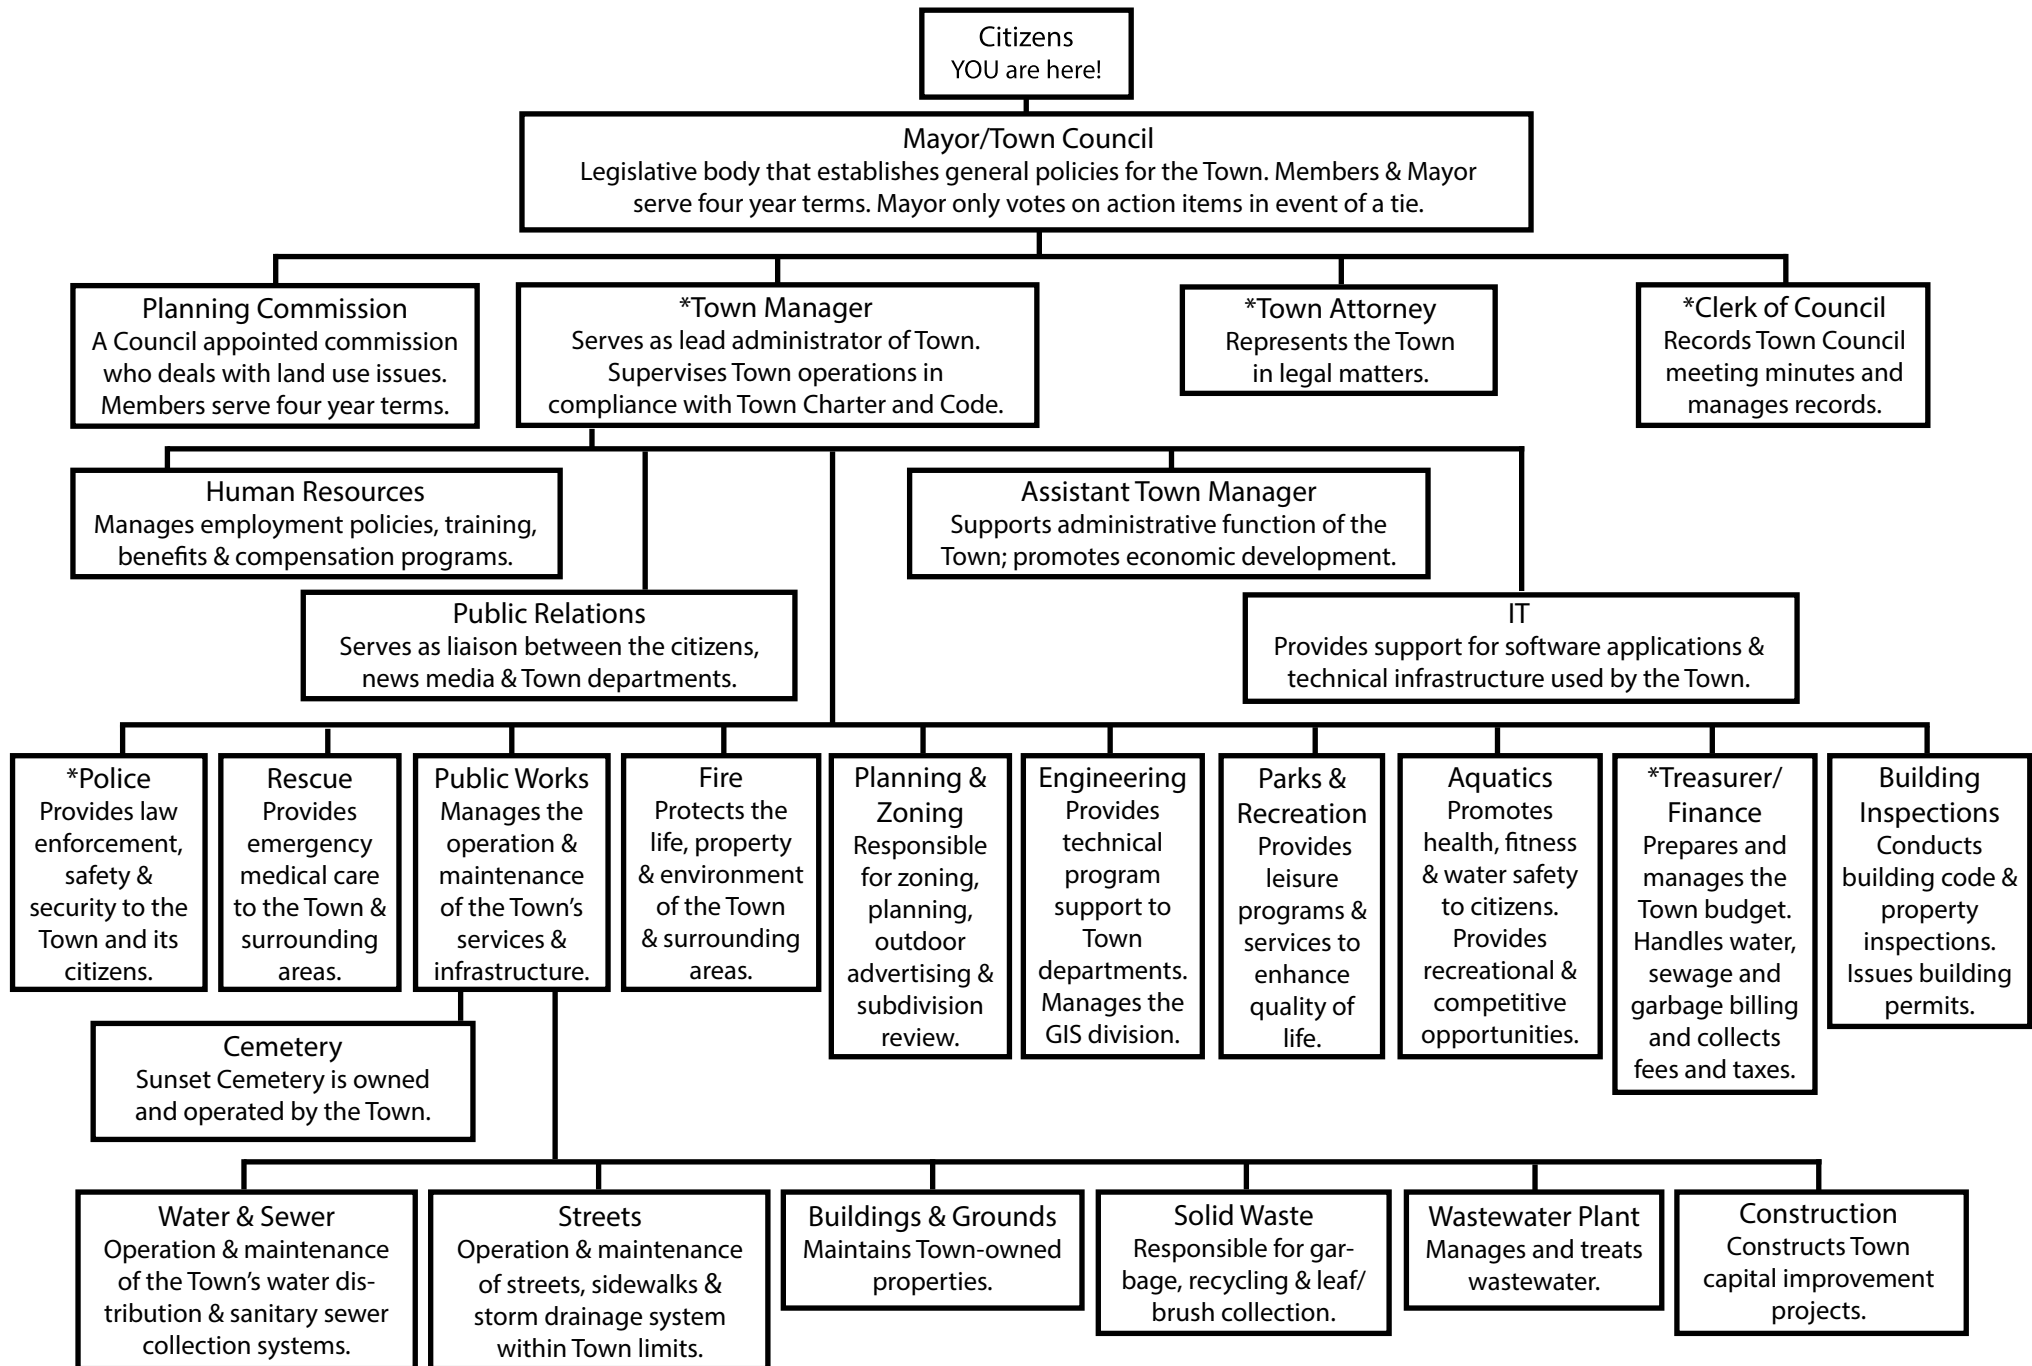 Citizens
YOU are here!
Mayor/Town Council
Legislative body that establishes general policies for the Town. Members & Mayor
serve four year terms. Mayor only votes on action items in event of a tie.
Planning Commission
A Council appointed commission
who deals with land use issues.
Members serve four year terms.
*Town Manager
Serves as lead administrator of Town.
Supervises Town operations in
compliance with Town Charter and Code.
*Town Attorney
Represents the Town
in legal matters.
*Clerk of Council
Records Town Council
meeting minutes and
manages records.
Human Resources
Manages employment policies, training,
benefits & compensation programs.
Assistant Town Manager
Supports administrative function of the
Town; promotes economic development.
Public Relations
Serves as liaison between the citizens,
news media & Town departments.
IT
Provides support for software applications &
technical infrastructure used by the Town.
*Police
Provides law
enforcement,
safety &
security to the
Town and its
citizens.
Rescue
Provides
emergency
medical care
to the Town &
surrounding
areas.
Public Works
Manages the
operation &
maintenance
of the Town's
services &
infrastructure.
Fire
Protects the
life, property
& environment
of the Town
& surrounding
areas.
Planning &
Zoning
Responsible
for zoning,
planning,
outdoor
advertising &
subdivision
review.
Engineering
Provides
technical
program
support to
Town
departments.
Manages the
GIS division.
Parks &
Recreation
Provides
leisure
programs &
services to
enhance
quality of
life.
Aquatics
Promotes
health, fitness
& water safety
to citizens.
Provides
recreational &
competitive
opportunities.
*Treasurer/
Finance
Prepares and
manages the
Town budget.
Handles water,
sewage and
garbage billing
and collects
fees and taxes.
Building
Inspections
Conducts
building code &
property
inspections.
Issues building
permits.
Cemetery
Sunset Cemetery is owned
and operated by the Town.
Water & Sewer
Operation & maintenance
of the Town's water dis-
tribution & sanitary sewer
collection systems.
Streets
Operation & maintenance
of streets, sidewalks &
storm drainage system
within Town limits.
Buildings & Grounds
Maintains Town-owned
properties.
Solid Waste
Responsible for gar-
bage, recycling & leaf/
brush collection.
Wastewater Plant
Manages and treats
wastewater.
Construction
Constructs Town
capital improvement
projects.